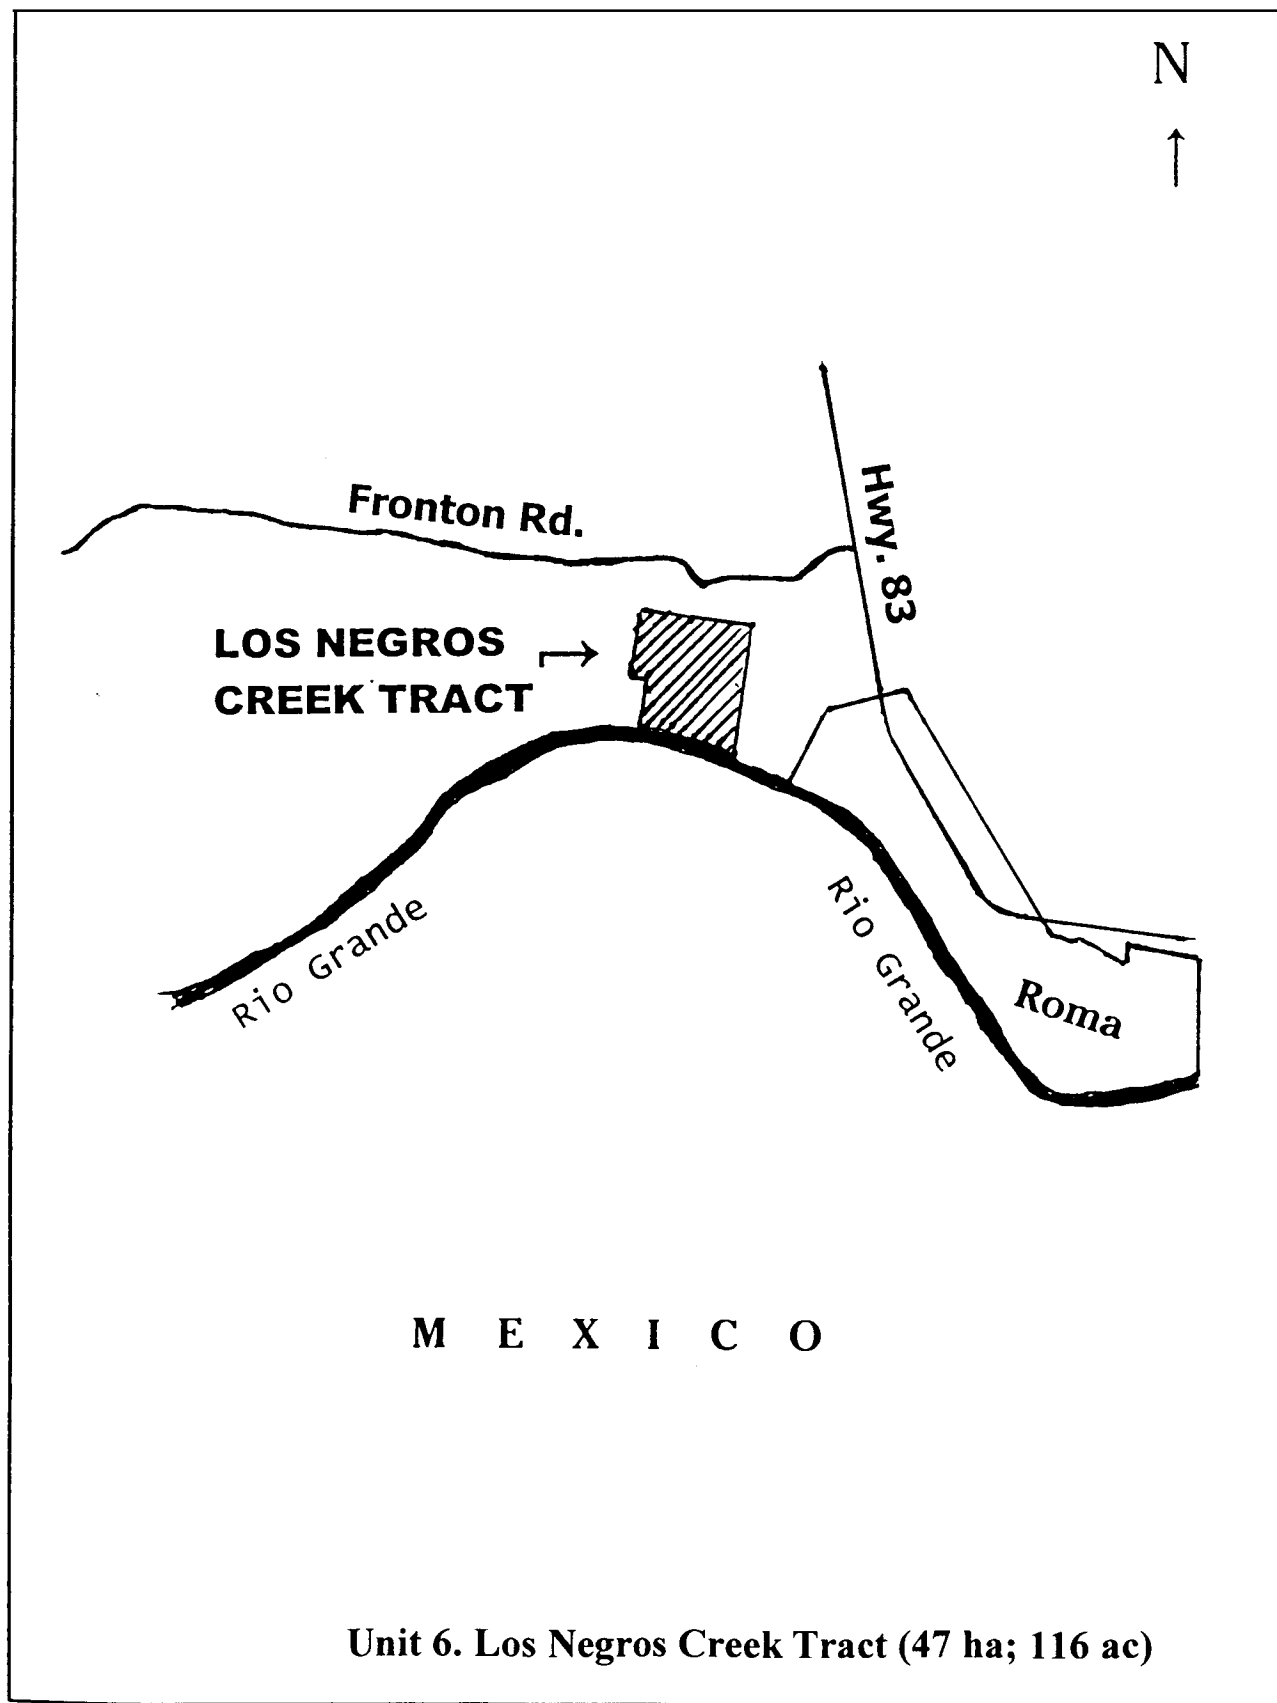 N
Hwy. 83
Fronton Rd.
LOS NEGROS
CREEK TRACT
Rio Grande
Rio Grande
Roma
M E X I C O
Unit 6. Los Negros Creek Tract (47 ha; 116 ac)